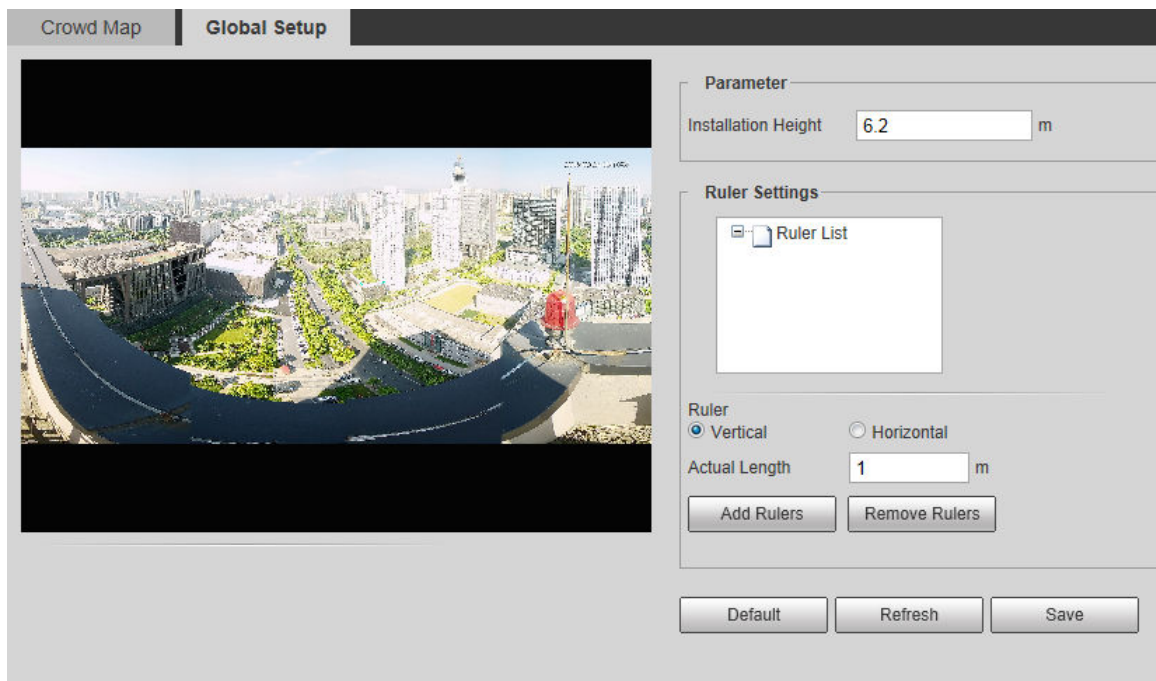 Crowd Map
Global Setup
Parameter
Installation Height 6.2 m
Ruler Settings
Ruler List
Ruler
Vertical Horizontal
Actual Length 1 m
Add Rulers Remove Rulers
Default Refresh Save